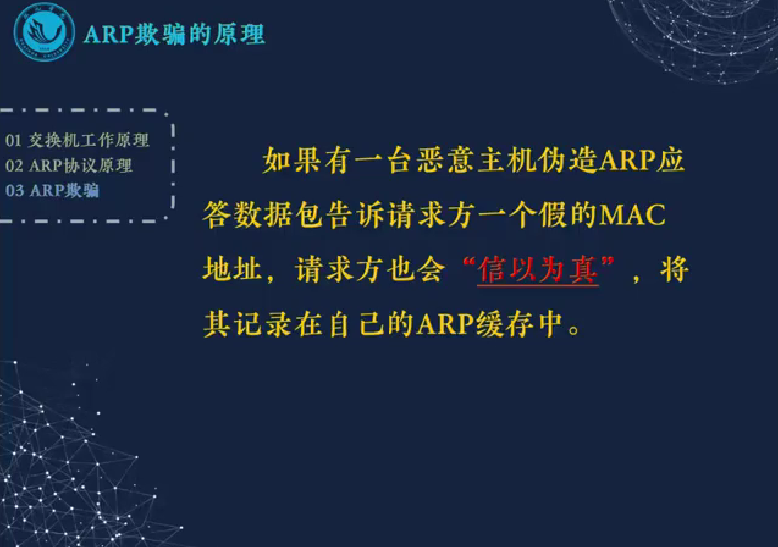 ARP欺骗的原理
01 交换机工作原理
02 ARP协议原理
03 ARP欺骗
如果有一台恶意主机伪造ARP应
答数据包告诉请求方一个假的MAC
地址，请求方也会“信以为真”，将
其记录在自己的ARP缓存中。